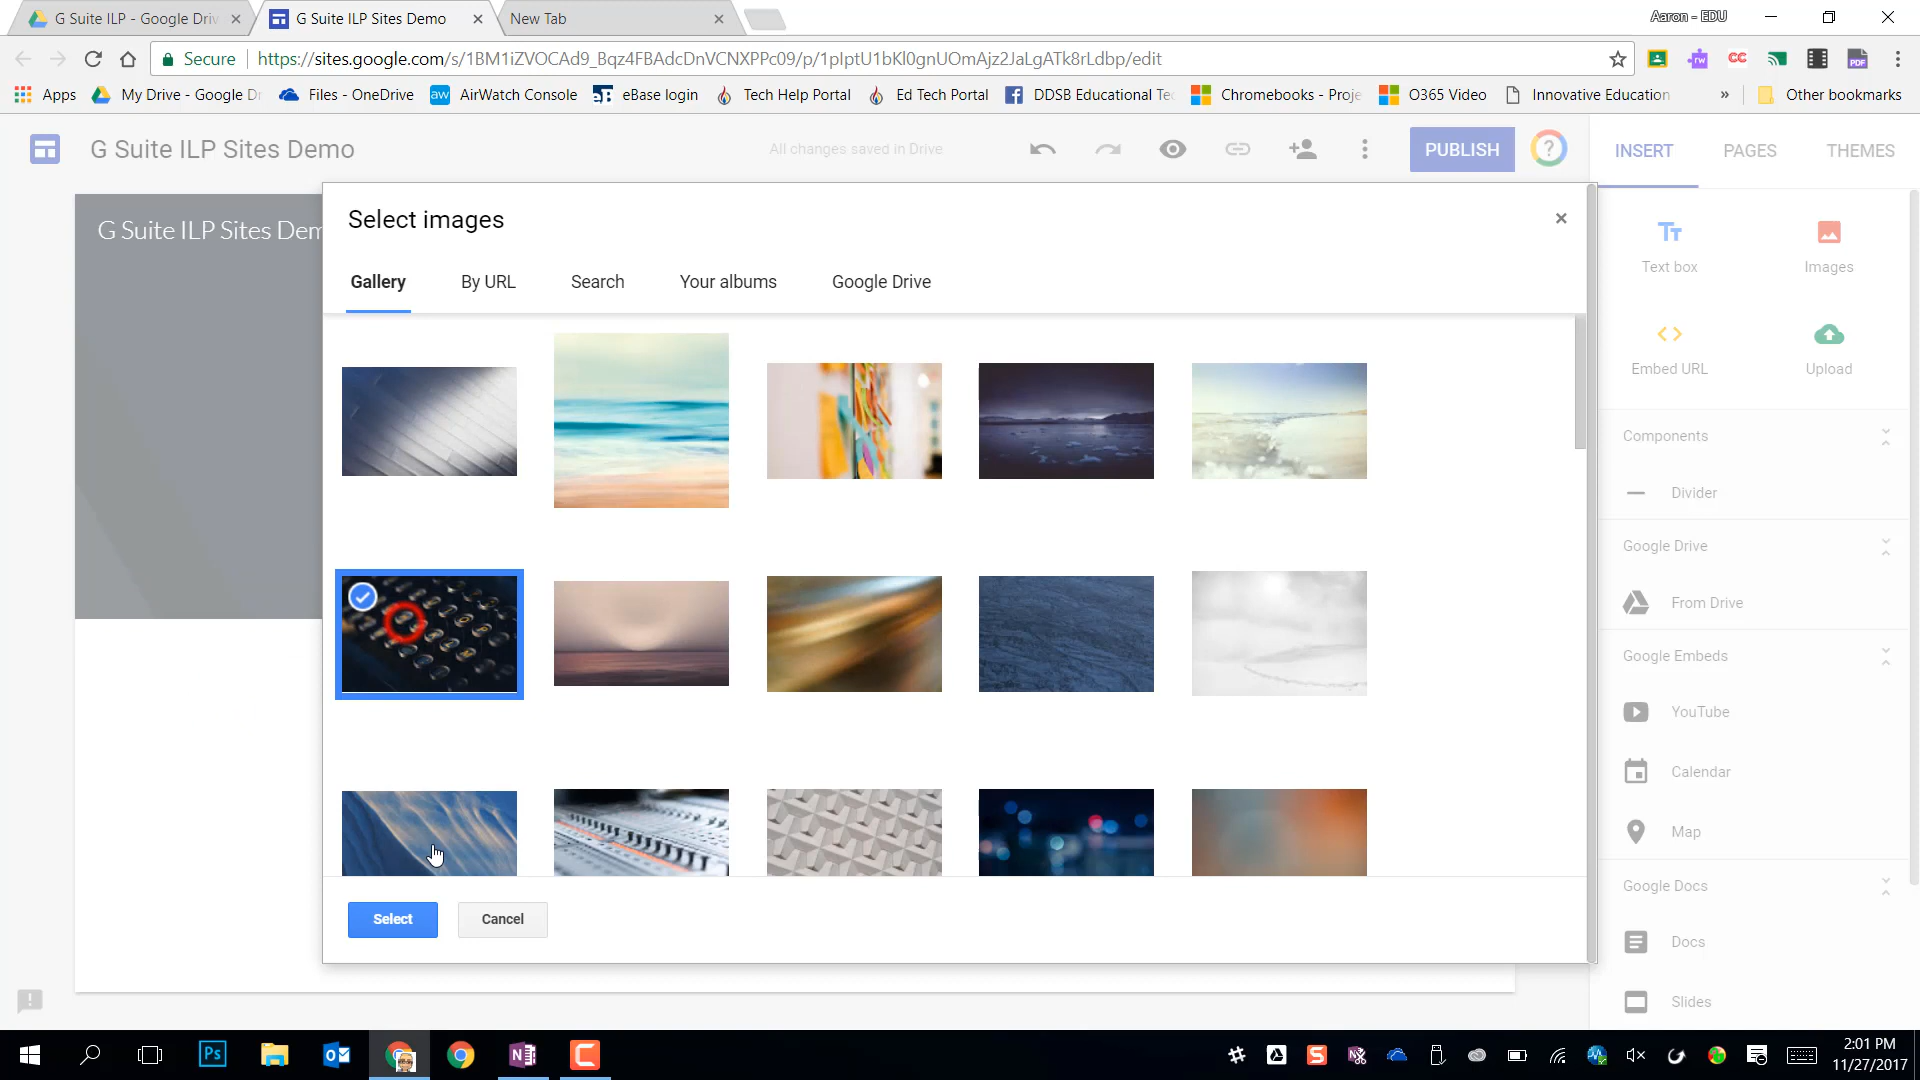 G Suite ILP - Google Driv
G Suite ILP Sites Demo
New Tab
Aaron - EDU
Secure
https://sites.google.com/s/1BM1iZVOCAd9_Bqz4FBAdcDnVCNXPPc09/p/1pIptU1bKl0gnUOmAjz2JaLgATk8rLdbp/edit
Apps
My Drive - Google Dr
Files - OneDrive
AirWatch Console
eBase login
Tech Help Portal
Ed Tech Portal
DDSB Educational Te
Chromebooks - Proje
O365 Video
Innovative Education
»
Other bookmarks
G Suite ILP Sites Demo
All changes saved in Drive
PUBLISH
INSERT
PAGES
THEMES
G Suite ILP Sites Dem
Select images
Gallery
By URL
Search
Your albums
Google Drive
Select
Cancel
Text box
Images
Embed URL
Upload
Components
Divider
Google Drive
From Drive
Google Embeds
YouTube
Calendar
Map
Google Docs
Docs
Slides
2:01 PM
11/27/2017